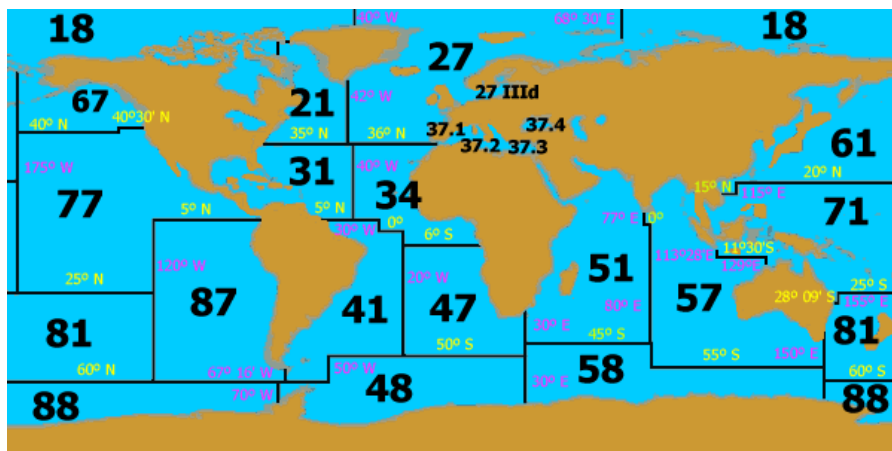 18
40º W
68º 30' E
18
27
67
42º W
21
27 IIId
40º N
40º30' N
35º N
36º N
37.1
37.4
37.2
37.3
61
175º W
31
40º W
34
20º N
15º N
115º E
77
5º N
5º N
30º W
0º
77º E
0º
71
6º S
11º30'S
120º W
113º28'E
129ºE
51
25º N
20º W
57
28º 09' S
25º S
155º E
87
41
47
30º E
80º E
81
45º S
81
50º S
150º E
60º N
67º 16' W
50º W
55º S
48
58
30º E
60º S
70º W
88
88